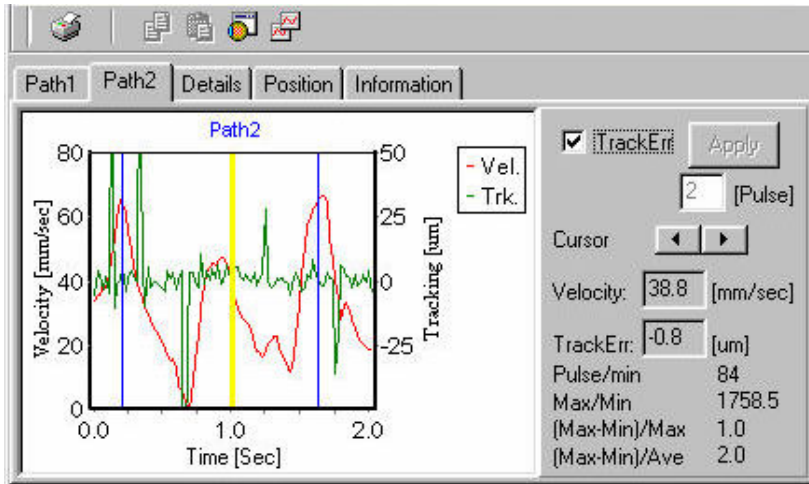 Path1 Path2 Details Position Information
Path2
80
60
40
20
0
Velocity [mm/sec]
50
25
0
-25
Tracking [um]
0.0 1.0 2.0
Time [Sec]
- Vel.
- Trk.
TrackErr Apply
2 [Pulse]
Cursor
Velocity: 38.8 [mm/sec]
TrackErr: -0.8 [um]
Pulse/min 84
Max/Min 1758.5
(Max-Min)/Max 1.0
(Max-Min)/Ave 2.0